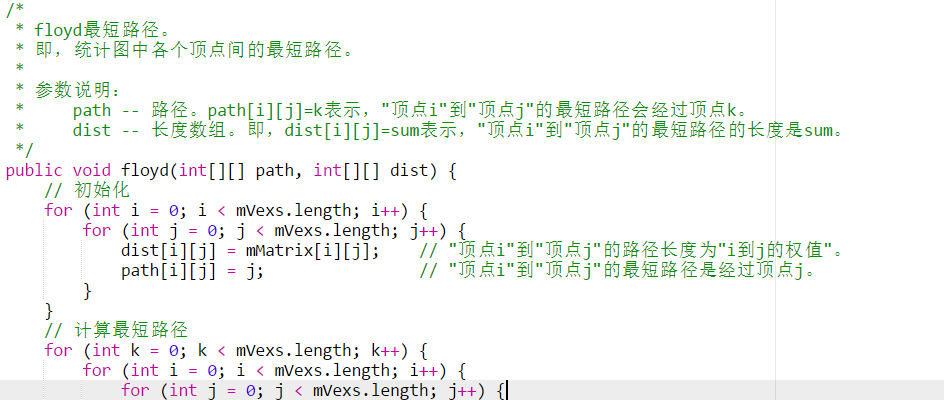 /*
 * floyd最短路径。
 * 即，统计图中各个顶点间的最短路径。
 *
 * 参数说明：
 *     path -- 路径。path[i][j]=k表示，"顶点i"到"顶点j"的最短路径会经过顶点k。
 *     dist -- 长度数组。即，dist[i][j]=sum表示，"顶点i"到"顶点j"的最短路径的长度是sum。
 */
public void floyd(int[][] path, int[][] dist) {
    // 初始化
    for (int i = 0; i < mVexs.length; i++) {
        for (int j = 0; j < mVexs.length; j++) {
            dist[i][j] = mMatrix[i][j];    // "顶点i"到"顶点j"的路径长度为"i到j的权值"。
            path[i][j] = j;                // "顶点i"到"顶点j"的最短路径是经过顶点j。
        }
    }
    // 计算最短路径
    for (int k = 0; k < mVexs.length; k++) {
        for (int i = 0; i < mVexs.length; i++) {
            for (int j = 0; j < mVexs.length; j++) {